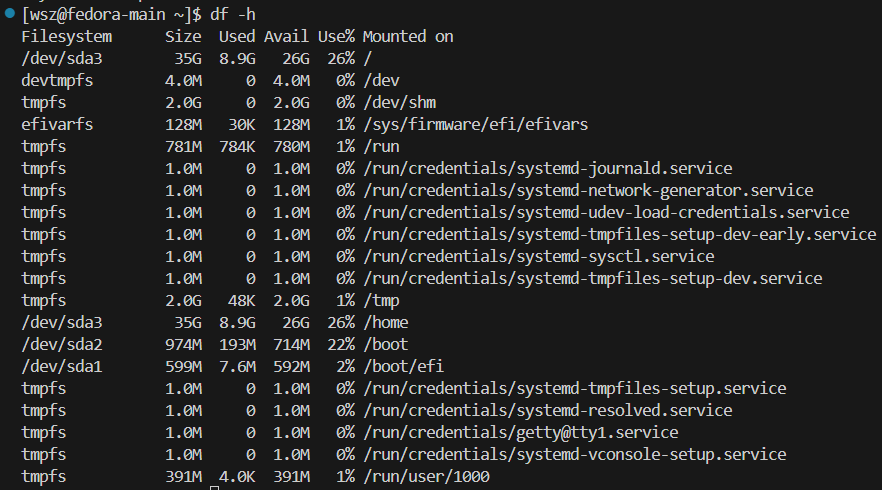 [wsz@fedora-main ~]$ df -h
Filesystem      Size  Used Avail Use% Mounted on
/dev/sda3        35G  8.9G   26G  26% /
devtmpfs        4.0M     0  4.0M   0% /dev
tmpfs           2.0G     0  2.0G   0% /dev/shm
efivarfs        128M   30K  128M   1% /sys/firmware/efi/efivars
tmpfs           781M  784K  780M   1% /run
tmpfs           1.0M     0  1.0M   0% /run/credentials/systemd-journald.service
tmpfs           1.0M     0  1.0M   0% /run/credentials/systemd-network-generator.service
tmpfs           1.0M     0  1.0M   0% /run/credentials/systemd-udev-load-credentials.service
tmpfs           1.0M     0  1.0M   0% /run/credentials/systemd-tmpfiles-setup-dev-early.service
tmpfs           1.0M     0  1.0M   0% /run/credentials/systemd-sysctl.service
tmpfs           1.0M     0  1.0M   0% /run/credentials/systemd-tmpfiles-setup-dev.service
tmpfs           2.0G   48K  2.0G   1% /tmp
/dev/sda3        35G  8.9G   26G  26% /home
/dev/sda2       974M  193M  714M  22% /boot
/dev/sda1       599M  7.6M  592M   2% /boot/efi
tmpfs           1.0M     0  1.0M   0% /run/credentials/systemd-tmpfiles-setup.service
tmpfs           1.0M     0  1.0M   0% /run/credentials/systemd-resolved.service
tmpfs           1.0M     0  1.0M   0% /run/credentials/getty@tty1.service
tmpfs           1.0M     0  1.0M   0% /run/credentials/systemd-vconsole-setup.service
tmpfs           391M  4.0K  391M   1% /run/user/1000